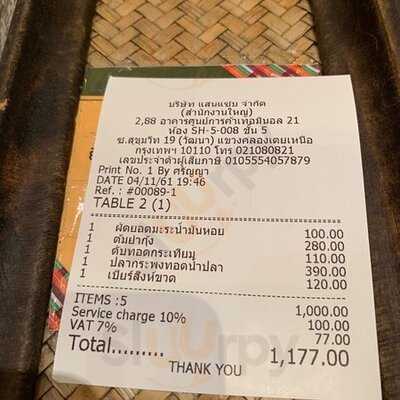 บริษัท แสนแซ่บ จำกัด
(สำนักงานใหญ่)
2,88 อาคารศูนย์การค้าเทอมินอล 21
ห้อง SH-5-008 ชั้น 5
ซ.สุขุมวิท 19 (วัฒนา) แขวงคลองเตยเหนือ
กรุงเทพฯ 10110 โทร 021080821
เลขประจำตัวผู้เสียภาษี 0105554057879
Print No. 1 By ศรัญญา
DATE 04/11/61 19:46
Ref. : #00089-1
TABLE 2 (1)
1 ผัดยอดมะระน้ำมันหอย 100.00
1 ต้มยำกุ้ง 280.00
1 ตับทอดกระเทียมู 110.00
1 ปลากระพงทอดน้ำปลา 390.00
1 เบียร์สิงห์ขวด 120.00
ITEMS :5 1,000.00
Service charge 10% 100.00
VAT 7% 77.00
Total......... 1,177.00
THANK YOU
slurrpy